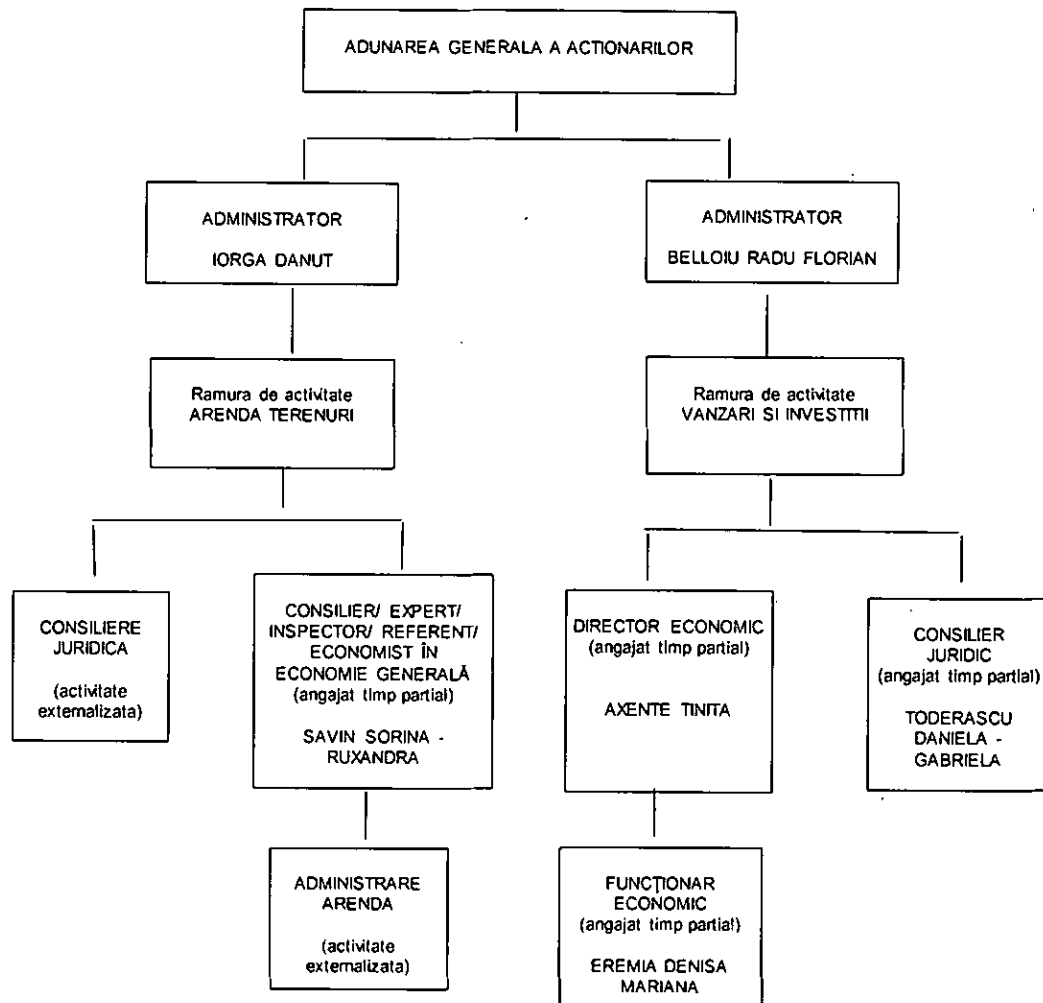 ADUNAREA GENERALA A ACTIONARILOR
ADMINISTRATOR
IORGA DANUT
ADMINISTRATOR
BELLOIU RADU FLORIAN
Ramura de activitate
ARENDA TERENURI
Ramura de activitate
VANZARI SI INVESTITII
CONSILIERE
JURIDICA
(activitate
externalizata)
CONSILIER/ EXPERT/
INSPECTOR/ REFERENT/
ECONOMIST ÎN
ECONOMIE GENERALĂ
(angajat timp partial)
SAVIN SORINA -
RUXANDRA
DIRECTOR ECONOMIC
(angajat timp partial)
AXENTE TINITA
CONSILIER
JURIDIC
(angajat timp partial)
TODERASCU
DANIELA -
GABRIELA
ADMINISTRARE
ARENDA
(activitate
externalizata)
FUNCȚIONAR
ECONOMIC
(angajat timp partial)
EREMIA DENISA
MARIANA